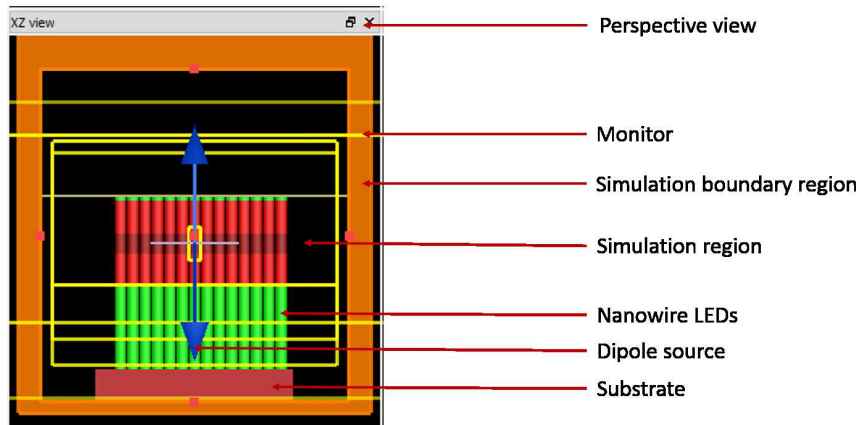 XZ view
Perspective view
Monitor
Simulation boundary region
Simulation region
Nanowire LEDs
Dipole source
Substrate